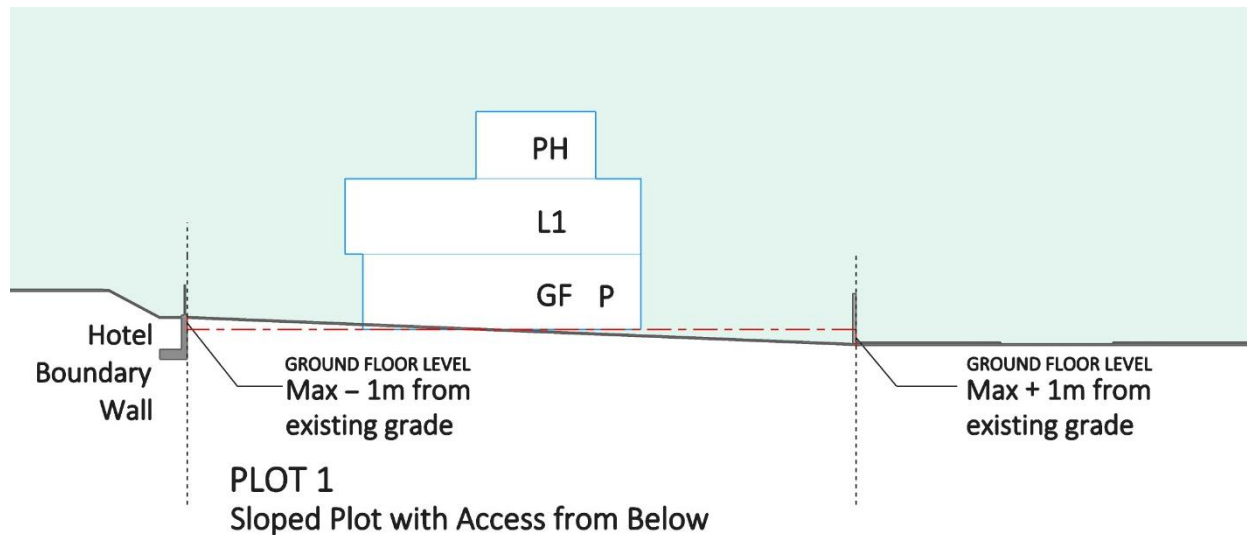 PH
L1
GF P
Hotel
Boundary
Wall
GROUND FLOOR LEVEL
Max – 1m from
existing grade
GROUND FLOOR LEVEL
Max + 1m from
existing grade
PLOT 1
Sloped Plot with Access from Below